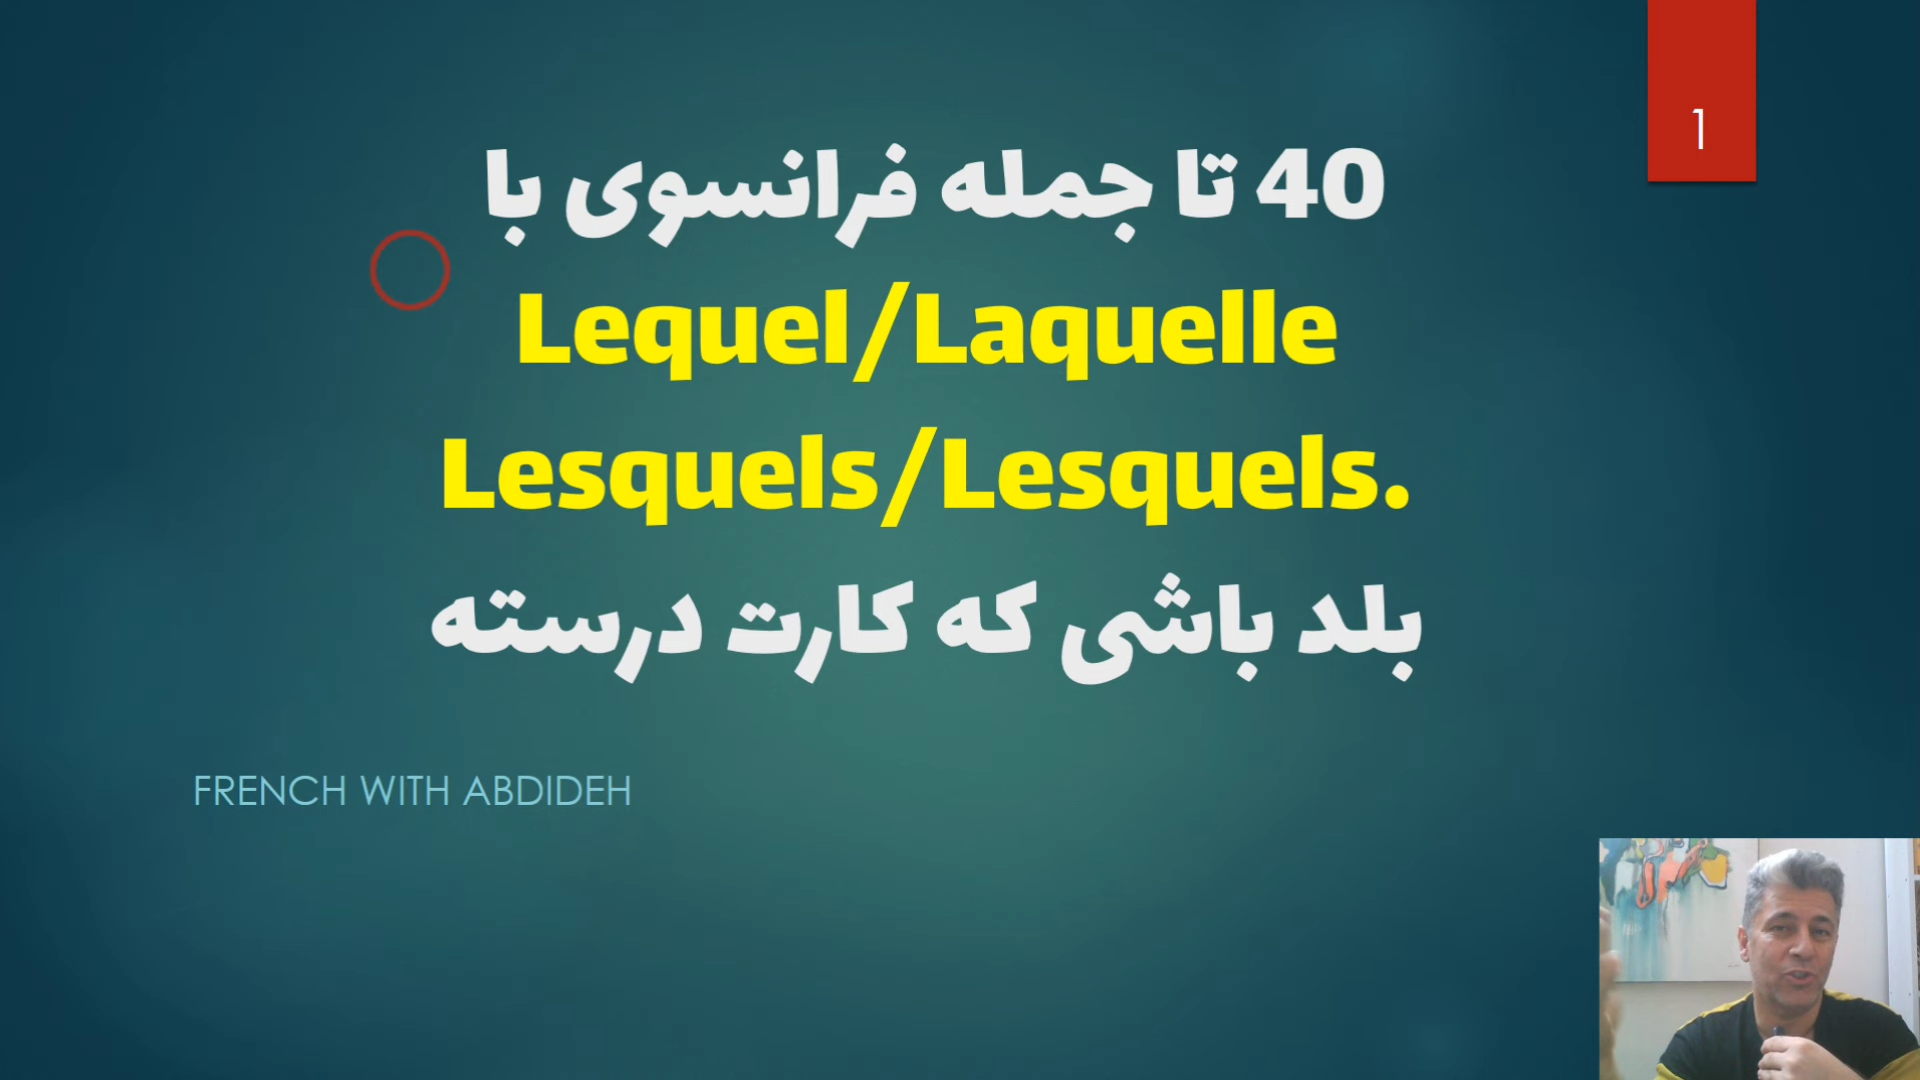 1
40 تا جمله فرانسوی با
Lequel/Laquelle
Lesquels/Lesquels.
بلد باشی که کارت درسته
FRENCH WITH ABDIDEH